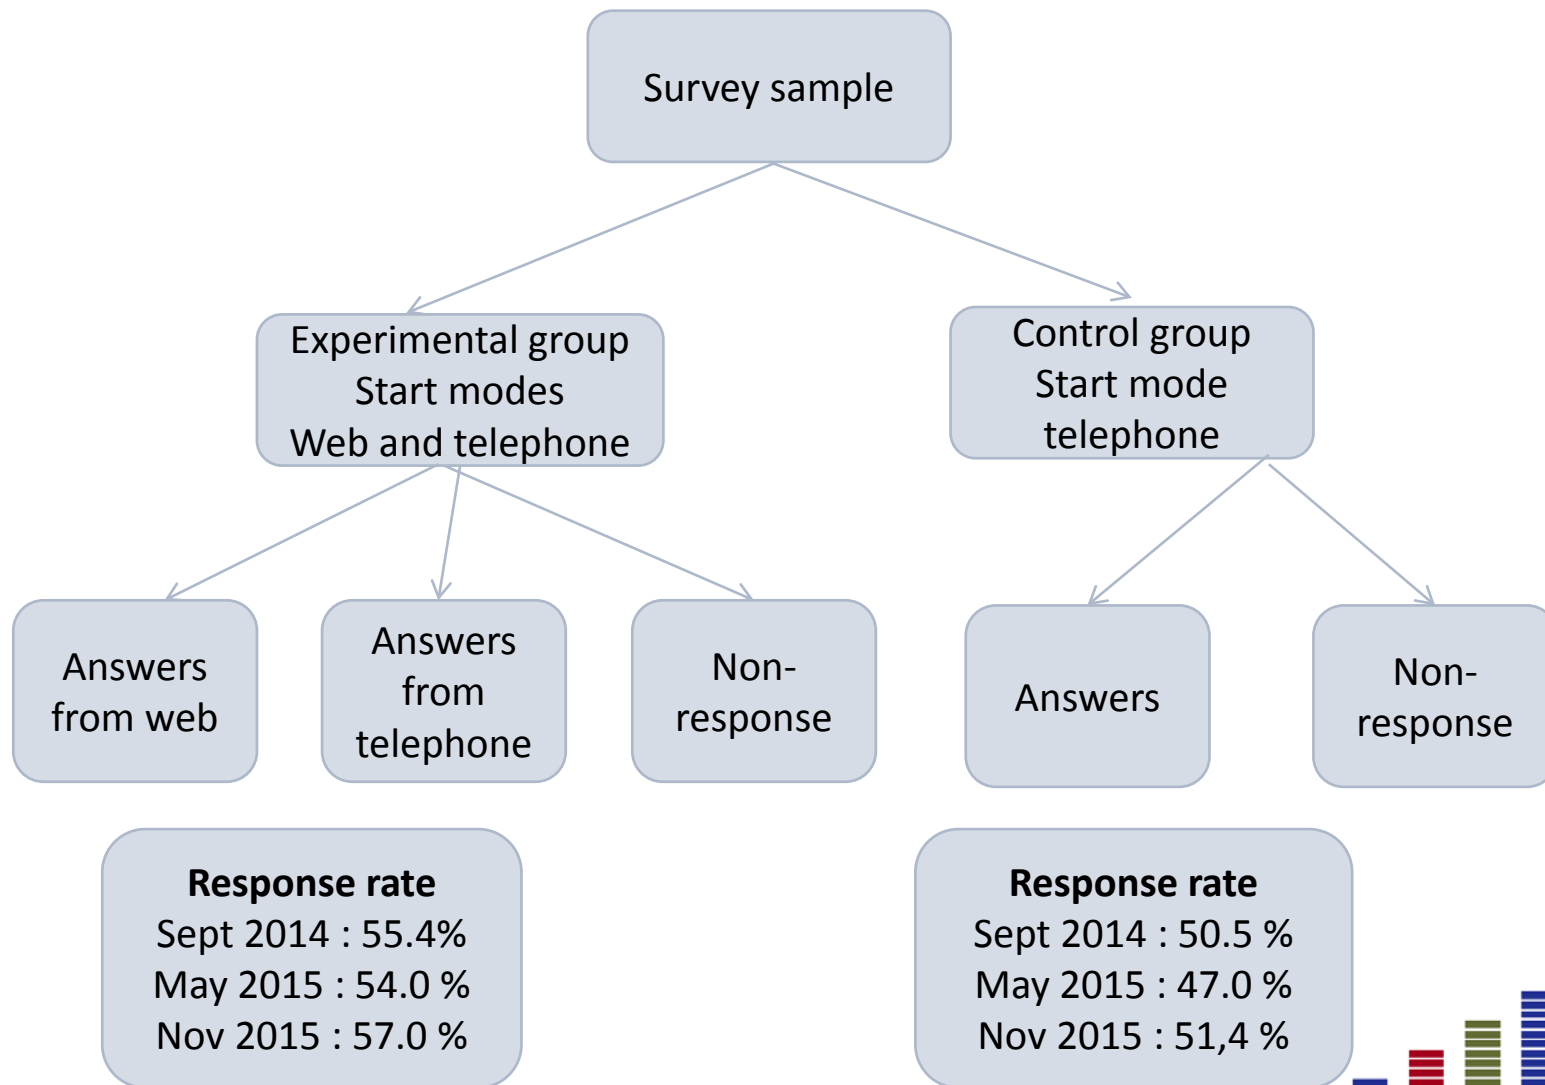 Survey sample
Experimental group
Start modes
Web and telephone
Control group
Start mode
telephone
Answers
from web
Answers
from
telephone
Non-
response
Answers
Non-
response
Response rate
Sept 2014 : 55.4%
May 2015 : 54.0 %
Nov 2015 : 57.0 %
Response rate
Sept 2014 : 50.5 %
May 2015 : 47.0 %
Nov 2015 : 51,4 %